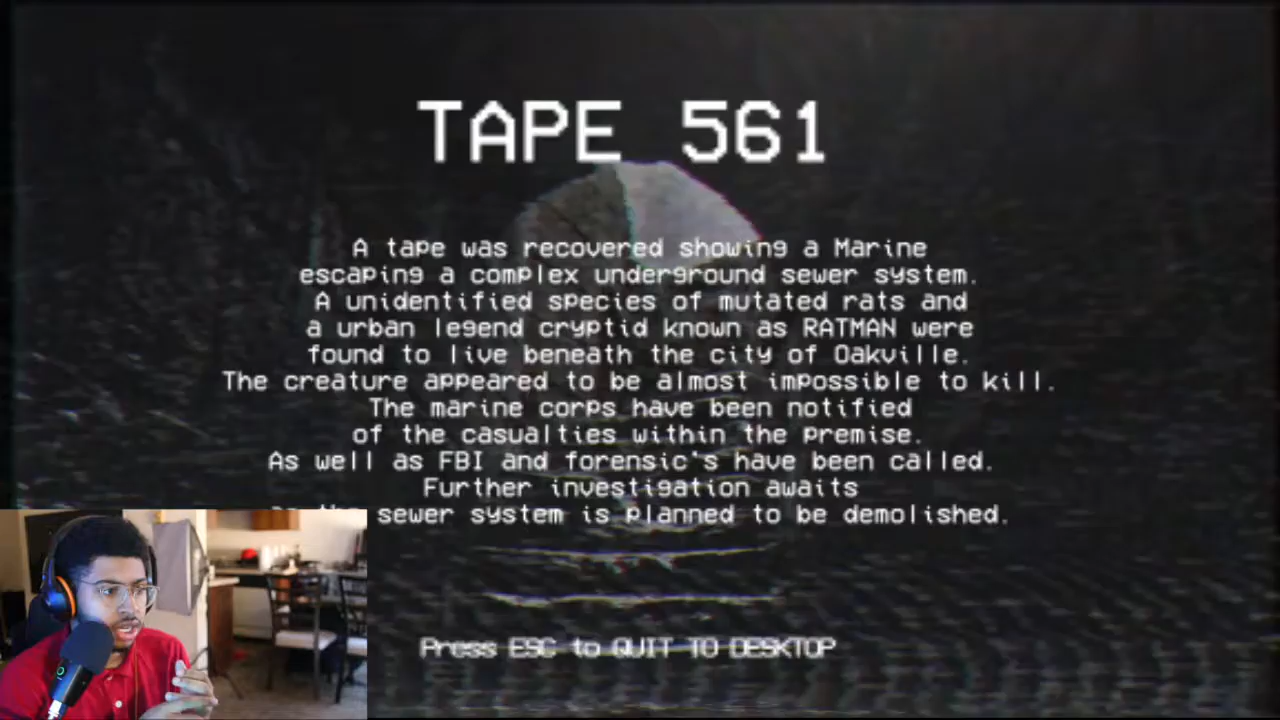 TAPE 561
A tape was recovered showing a Marine
escaping a complex underground sewer system.
A unidentified species of mutated rats and
a urban legend cryptid known as RATMAN were
found to live beneath the city of Oakville.
The creature appeared to be almost impossible to kill.
The marine corps have been notified
of the casualties within the premise.
As well as FBI and forensic's have been called.
Further investigation awaits
sewer system is planned to be demolished.
Press ESC to QUIT TO DESKTOP